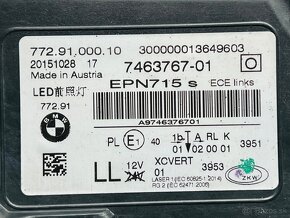 772.91,000.10 300000013649603
20151028 17 7463767-01
Made in Austria
EPN715 s ECE links
LED前照灯
772.91
A9746376701
BMW
PL E1 40 1b A RL K 3951
01 02 00 01
LL 12V XCVERT 3953
01
LASER 1 (IEC 60825-1: 2014)
RG 2 (IEC 62471: 2006)
ZKW